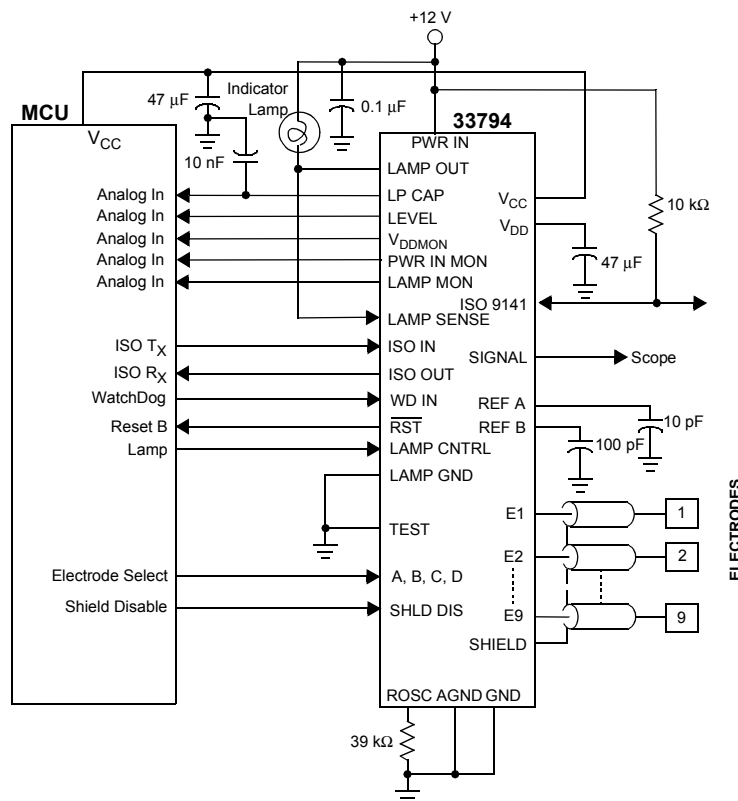 +12 V
47 μF
Indicator
Lamp
0.1 μF
MCU
VCC
10 nF
33794
PWR IN
LAMP OUT
Analog In
LP CAP
VCC
10 kΩ
Analog In
LEVEL
VDD
Analog In
VDDMON
Analog In
PWR IN MON
47 μF
Analog In
LAMP MON
ISO 9141
LAMP SENSE
ISO TX
ISO IN
SIGNAL
Scope
ISO RX
ISO OUT
WatchDog
WD IN
REF A
10 pF
Reset B
RST
REF B
100 pF
Lamp
LAMP CNTRL
LAMP GND
E1
1
TEST
ELECTRODES
E2
2
Electrode Select
A, B, C, D
Shield Disable
SHLD DIS
E9
9
SHIELD
ROSC AGND GND
39 kΩ